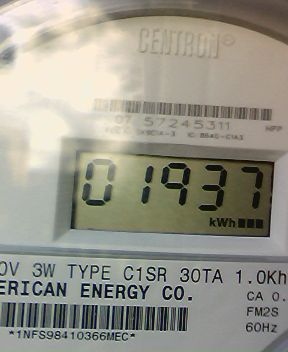 CENTRON®
07 57245311
01937
kWh
0V 3W TYPE C1SR 30TA 1.0Kh
ERICAN ENERGY CO.
CA 0.
FM2S
60Hz
*1NFS98410366MEC*